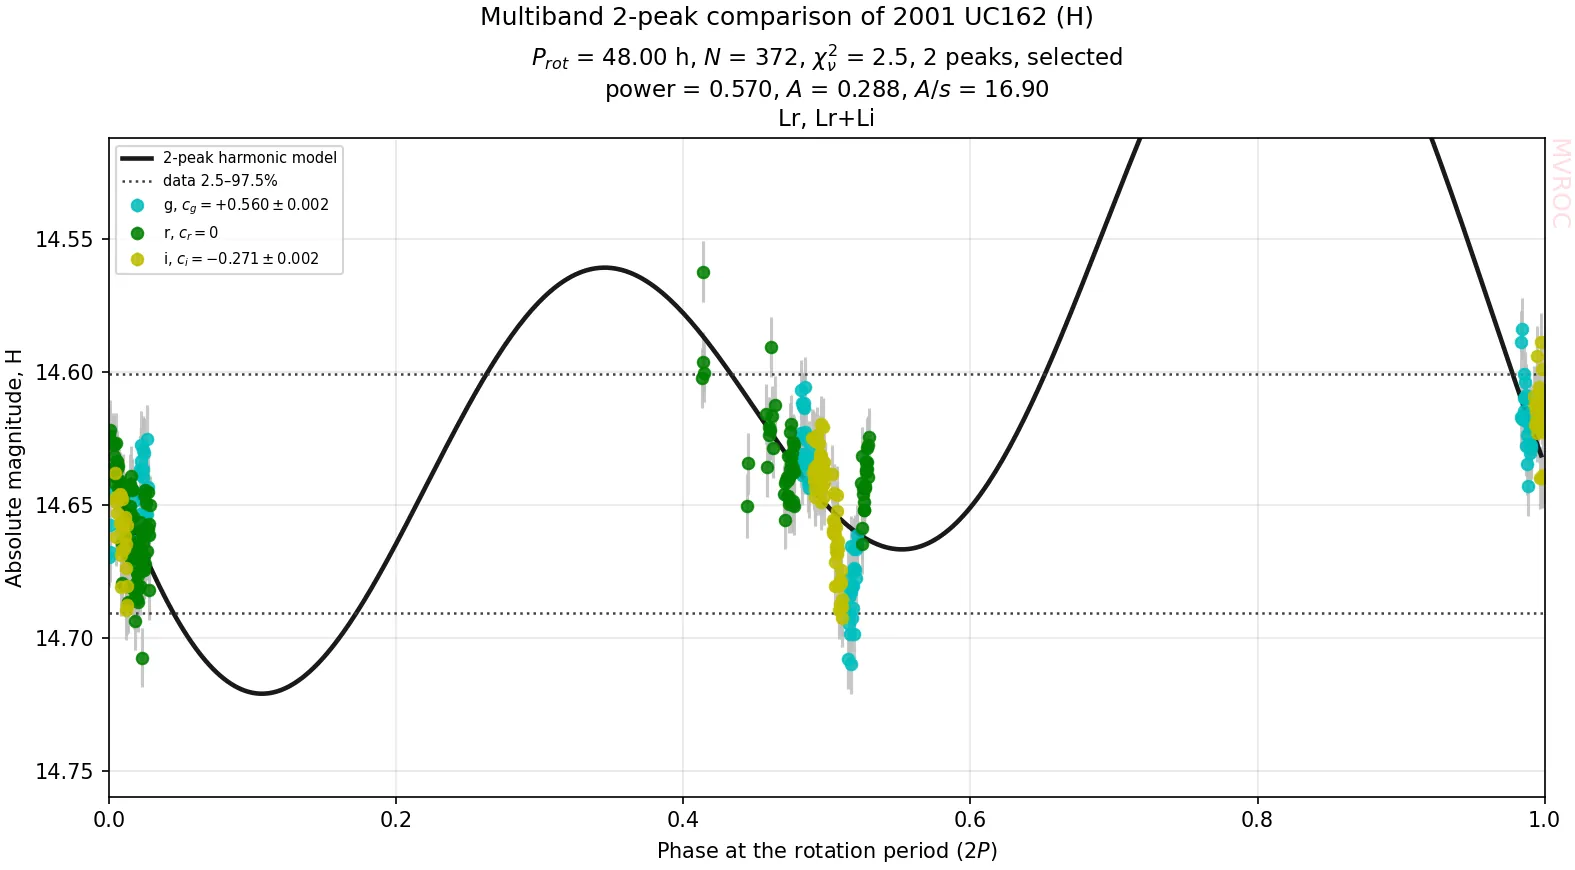 Multiband 2-peak comparison of 2001 UC162 (H)
P_rot = 48.00 h, N = 372, χ²_ν = 2.5, 2 peaks, selected
power = 0.570, A = 0.288, A/s = 16.90
Lr, Lr+Li
2-peak harmonic model
data 2.5–97.5%
g, c_g = +0.560 ± 0.002
r, c_r = 0
i, c_i = −0.271 ± 0.002
MVROC
Absolute magnitude, H
14.55
14.60
14.65
14.70
14.75
0.0 0.2 0.4 0.6 0.8 1.0
Phase at the rotation period (2P)